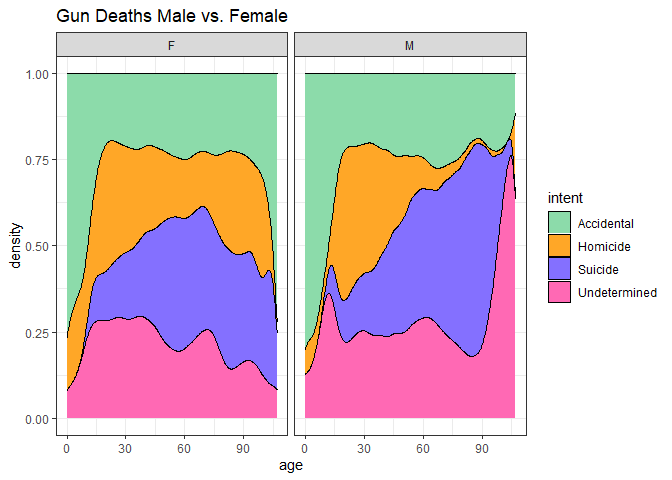 Gun Deaths Male vs. Female
F M
1.00
0.75
0.50
0.25
0.00
density
0 30 60 90 0 30 60 90
age
intent
Accidental
Homicide
Suicide
Undetermined